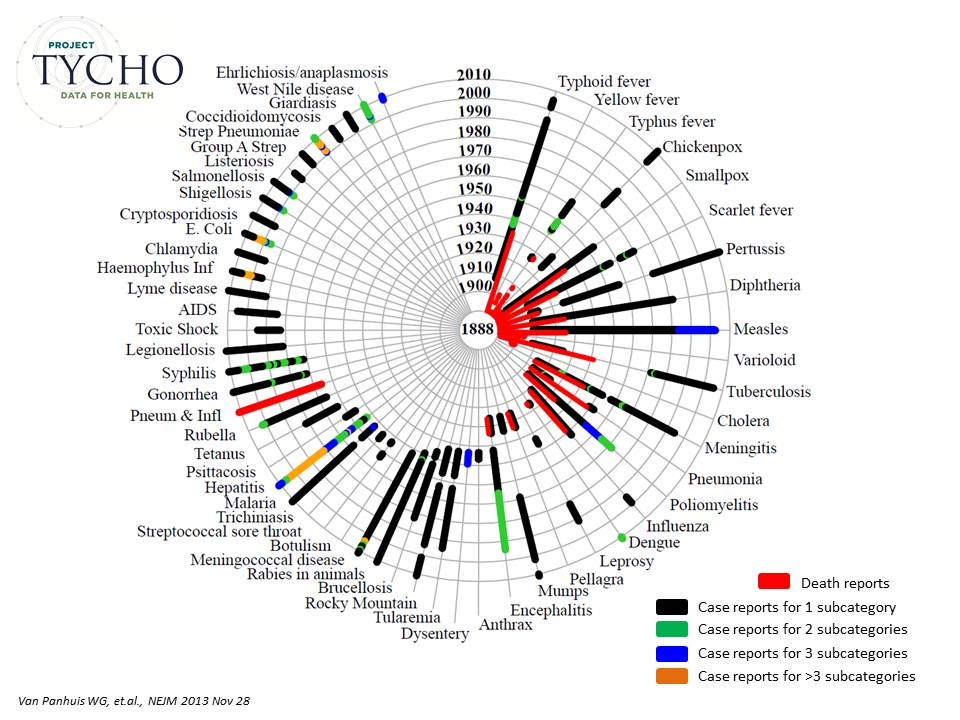 PROJECT
TYCHO
DATA FOR HEALTH
2010
2000
1990
1980
1970
1960
1950
1940
1930
1920
1910
1900
1888
Typhoid fever
Yellow fever
Typhus fever
Chickenpox
Smallpox
Scarlet fever
Pertussis
Diphtheria
Measles
Varioloid
Tuberculosis
Cholera
Meningitis
Pneumonia
Poliomyelitis
Influenza
Dengue
Leprosy
Pellagra
Mumps
Encephalitis
Anthrax
Dysentery
Tularemia
Rocky Mountain
Brucellosis
Rabies in animals
Meningococcal disease
Botulism
Streptococcal sore throat
Trichiniasis
Malaria
Hepatitis
Psittacosis
Tetanus
Rubella
Pneum & Infl
Gonorrhea
Syphilis
Legionellosis
Toxic Shock
AIDS
Lyme disease
Haemophylus Inf
Chlamydia
E. Coli
Cryptosporidiosis
Shigellosis
Salmonellosis
Listeriosis
Group A Strep
Strep Pneumoniae
Coccidioidomycosis
Giardiasis
West Nile disease
Ehrlichiosis/anaplasmosis
Death reports
Case reports for 1 subcategory
Case reports for 2 subcategories
Case reports for 3 subcategories
Case reports for >3 subcategories
Van Panhuis WG, et.al., NEJM 2013 Nov 28